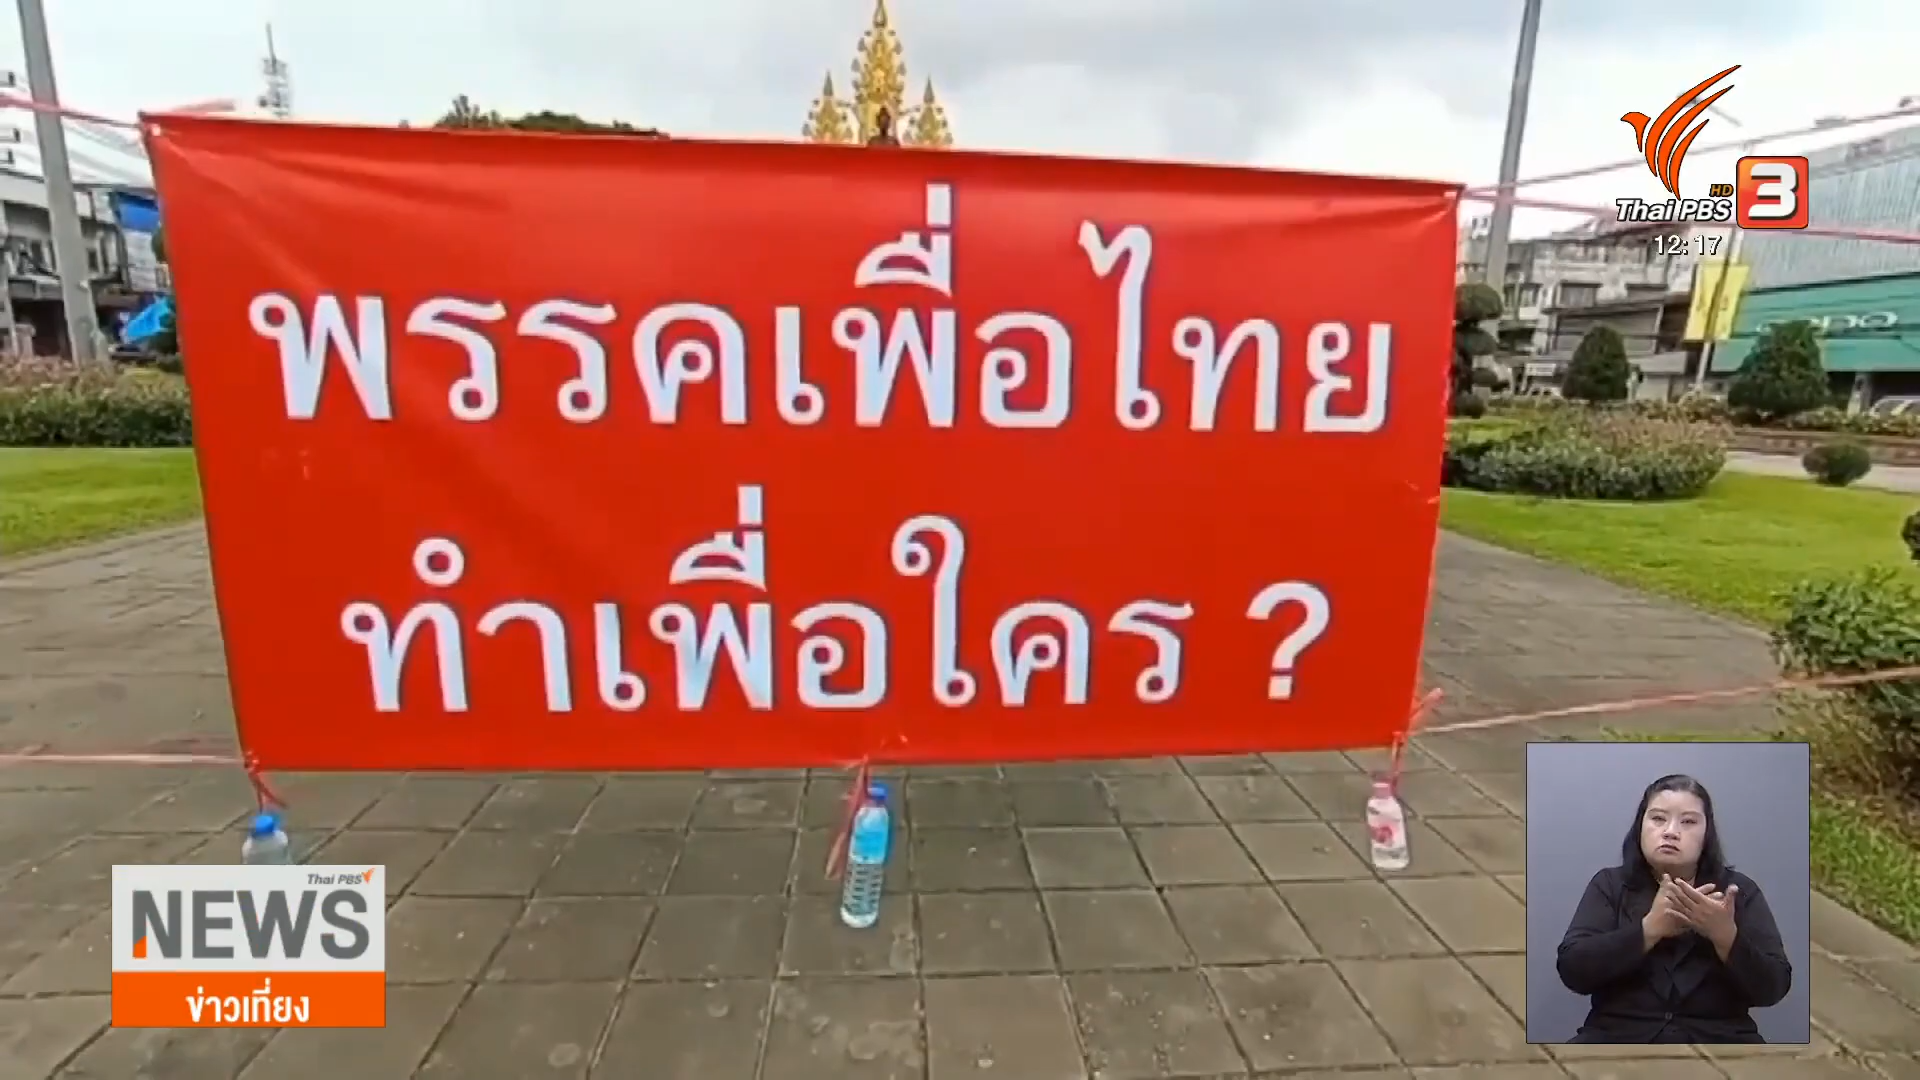 Thai PBS
HD
3
12:17
พรรคเพื่อไทย
ทำเพื่อใคร ?
oppo
Thai PBS
NEWS
ข่าวเที่ยง